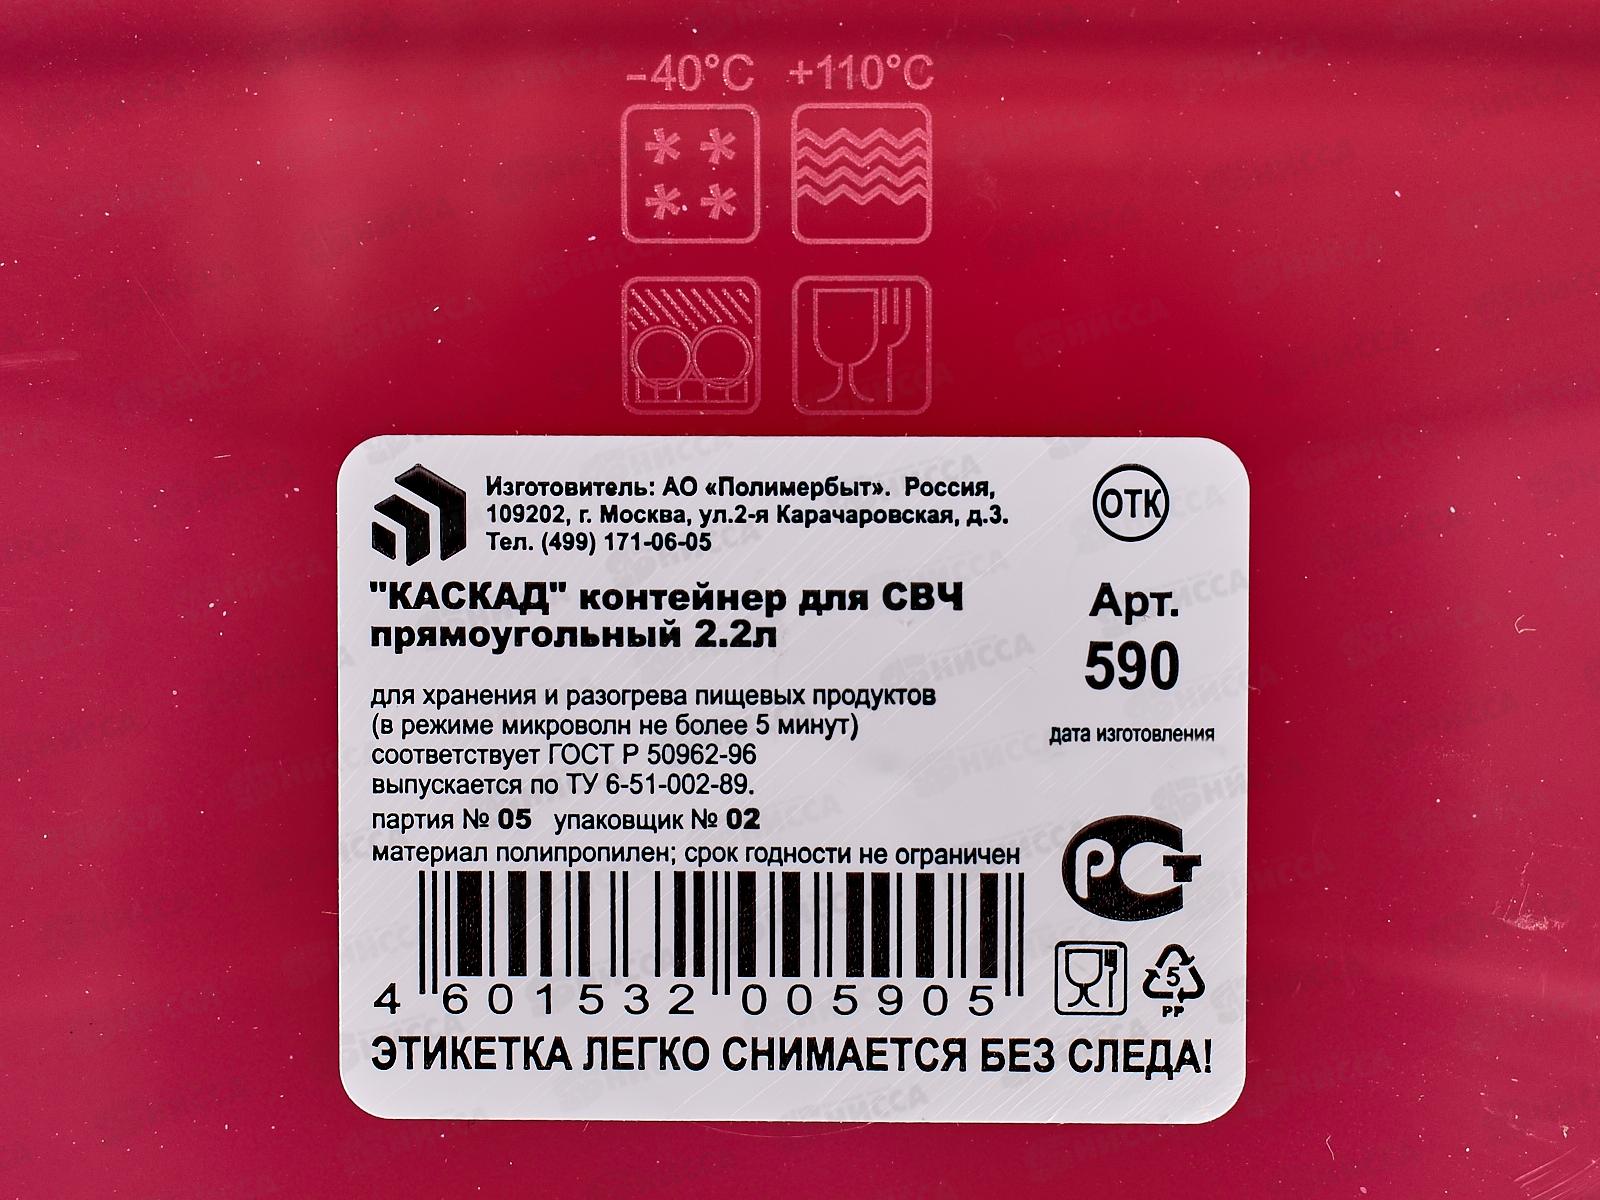 –40°C +110°C
Изготовитель: АО «Полимербыт». Россия,
109202, г. Москва, ул.2-я Карачаровская, д.3.
Тел. (499) 171-06-05
ОТК
"КАСКАД" контейнер для СВЧ
прямоугольный 2.2л
Арт.
590
для хранения и разогрева пищевых продуктов
(в режиме микроволн не более 5 минут)
соответствует ГОСТ Р 50962-96
выпускается по ТУ 6-51-002-89.
дата изготовления
партия № 05 упаковщик № 02
материал полипропилен; срок годности не ограничен
РСТ
4 601532 005905
5
PP
ЭТИКЕТКА ЛЕГКО СНИМАЕТСЯ БЕЗ СЛЕДА!